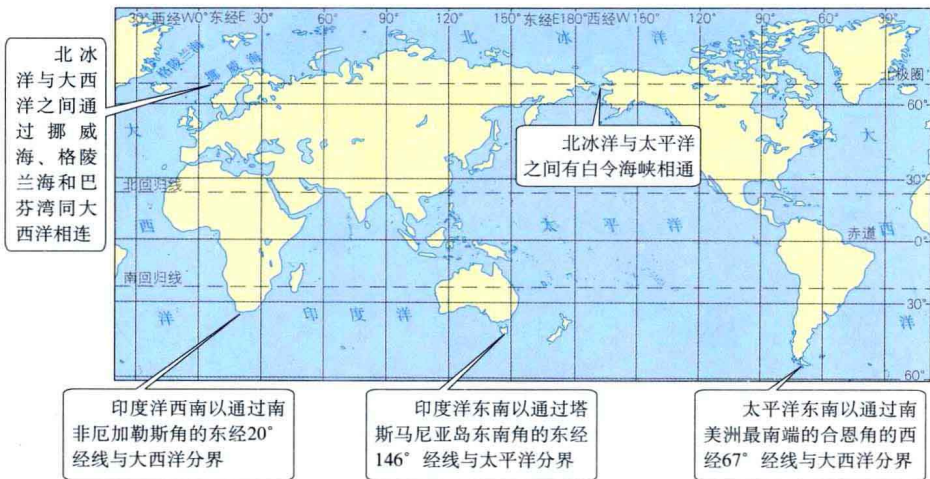 30° 西经W0° 东经E 30° 60° 90° 120° 150° 东经E180° 西经W 150° 120° 90° 60° 30°
北冰
洋与大西
洋之间通
过挪威
海、格陵
兰海和巴
芬湾同大
西洋相连
格陵兰海
挪威海
北冰洋
北极圈
60°
北冰洋与太平洋
之间有白令海峡相通
大
西
洋
北回归线
30°
太平洋
大
西
洋
赤道
0°
南回归线
30°
印度洋
60°
印度洋西南以通过南
非厄加勒斯角的东经20°
经线与大西洋分界
印度洋东南以通过塔
斯马尼亚岛东南角的东经
146°经线与太平洋分界
太平洋东南以通过南
美洲最南端的合恩角的西
经67°经线与大西洋分界